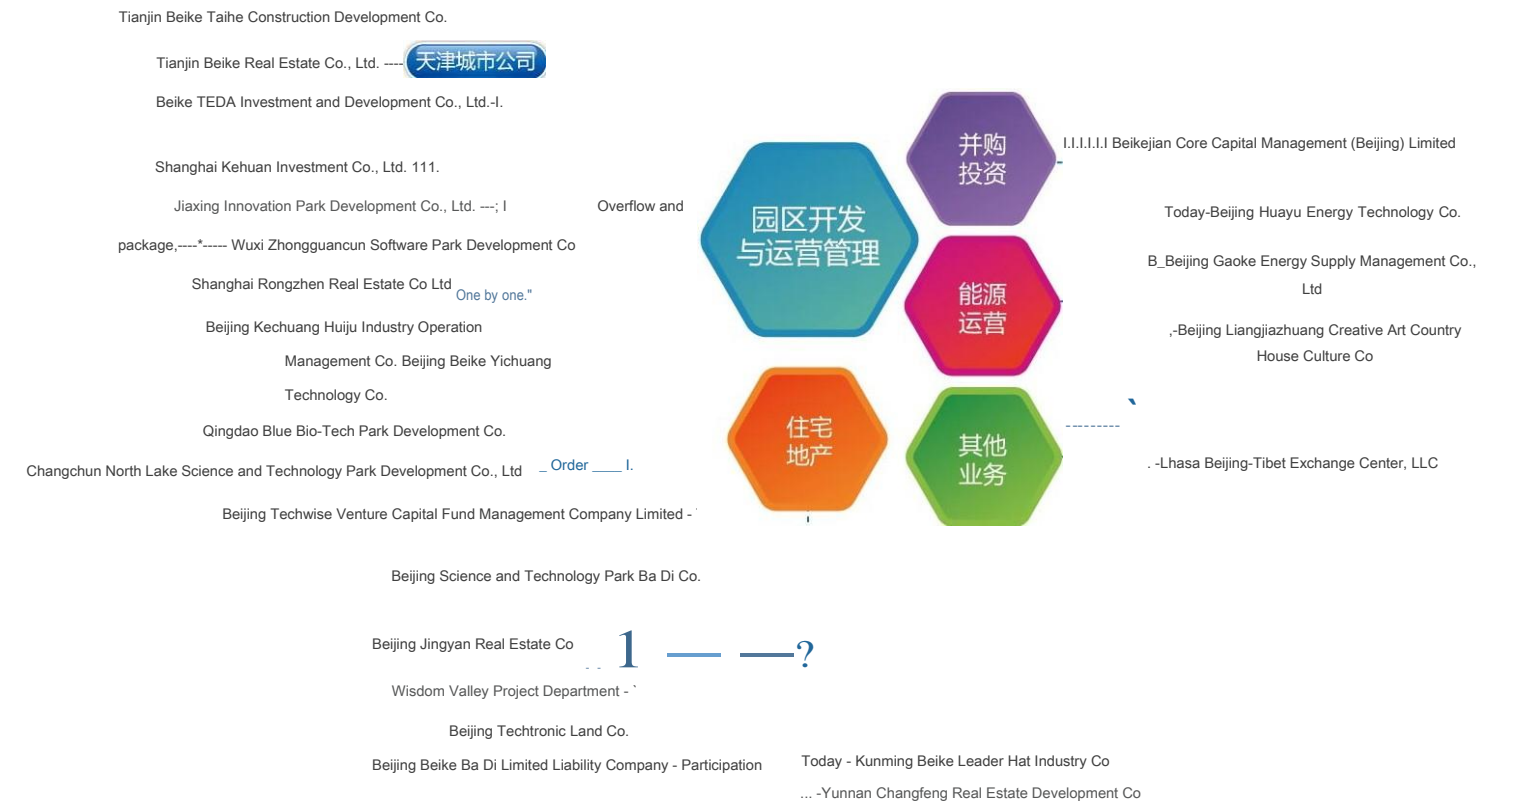 Tianjin Beike Taihe Construction Development Co.
Tianjin Beike Real Estate Co., Ltd. ----
天津城市公司
Beike TEDA Investment and Development Co., Ltd.-I.
Shanghai Kehuan Investment Co., Ltd. 111.
Jiaxing Innovation Park Development Co., Ltd. ---; I
Overflow and
package,----*----- Wuxi Zhongguancun Software Park Development Co
Shanghai Rongzhen Real Estate Co Ltd
One by one."
Beijing Kechuang Huiju Industry Operation
Management Co. Beijing Beike Yichuang
Technology Co.
Qingdao Blue Bio-Tech Park Development Co.
Changchun North Lake Science and Technology Park Development Co., Ltd
_ Order ____ I.
Beijing Techwise Venture Capital Fund Management Company Limited - `
园区开发
与运营管理
并购
投资
能源
运营
住宅
地产
其他
业务
I.I.I.I.I.I Beikejian Core Capital Management (Beijing) Limited
Today-Beijing Huayu Energy Technology Co.
B_Beijing Gaoke Energy Supply Management Co.,
Ltd
,-Beijing Liangjiazhuang Creative Art Country
House Culture Co
`
---------
. -Lhasa Beijing-Tibet Exchange Center, LLC
Beijing Science and Technology Park Ba Di Co.
Beijing Jingyan Real Estate Co
- - 1 — —?
Wisdom Valley Project Department - `
Beijing Techtronic Land Co.
Beijing Beike Ba Di Limited Liability Company - Participation
Today - Kunming Beike Leader Hat Industry Co
... -Yunnan Changfeng Real Estate Development Co